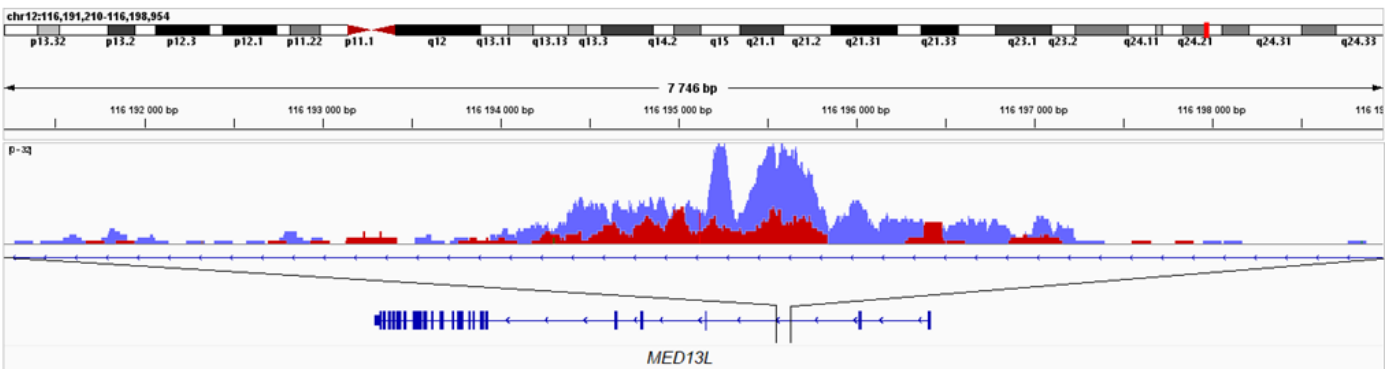 chr12:116,191,210-116,198,954
p13.32 p13.2 p12.3 p12.1 p11.22 p11.1 q12 q13.11 q13.13 q13.3 q14.2 q15 q21.1 q21.2 q21.31 q21.33 q23.1 q23.2 q24.11 q24.21 q24.31 q24.33
7 746 bp
116 192 000 bp 116 193 000 bp 116 194 000 bp 116 195 000 bp 116 196 000 bp 116 197 000 bp 116 198 000 bp 116 19
[0-32]
MED13L